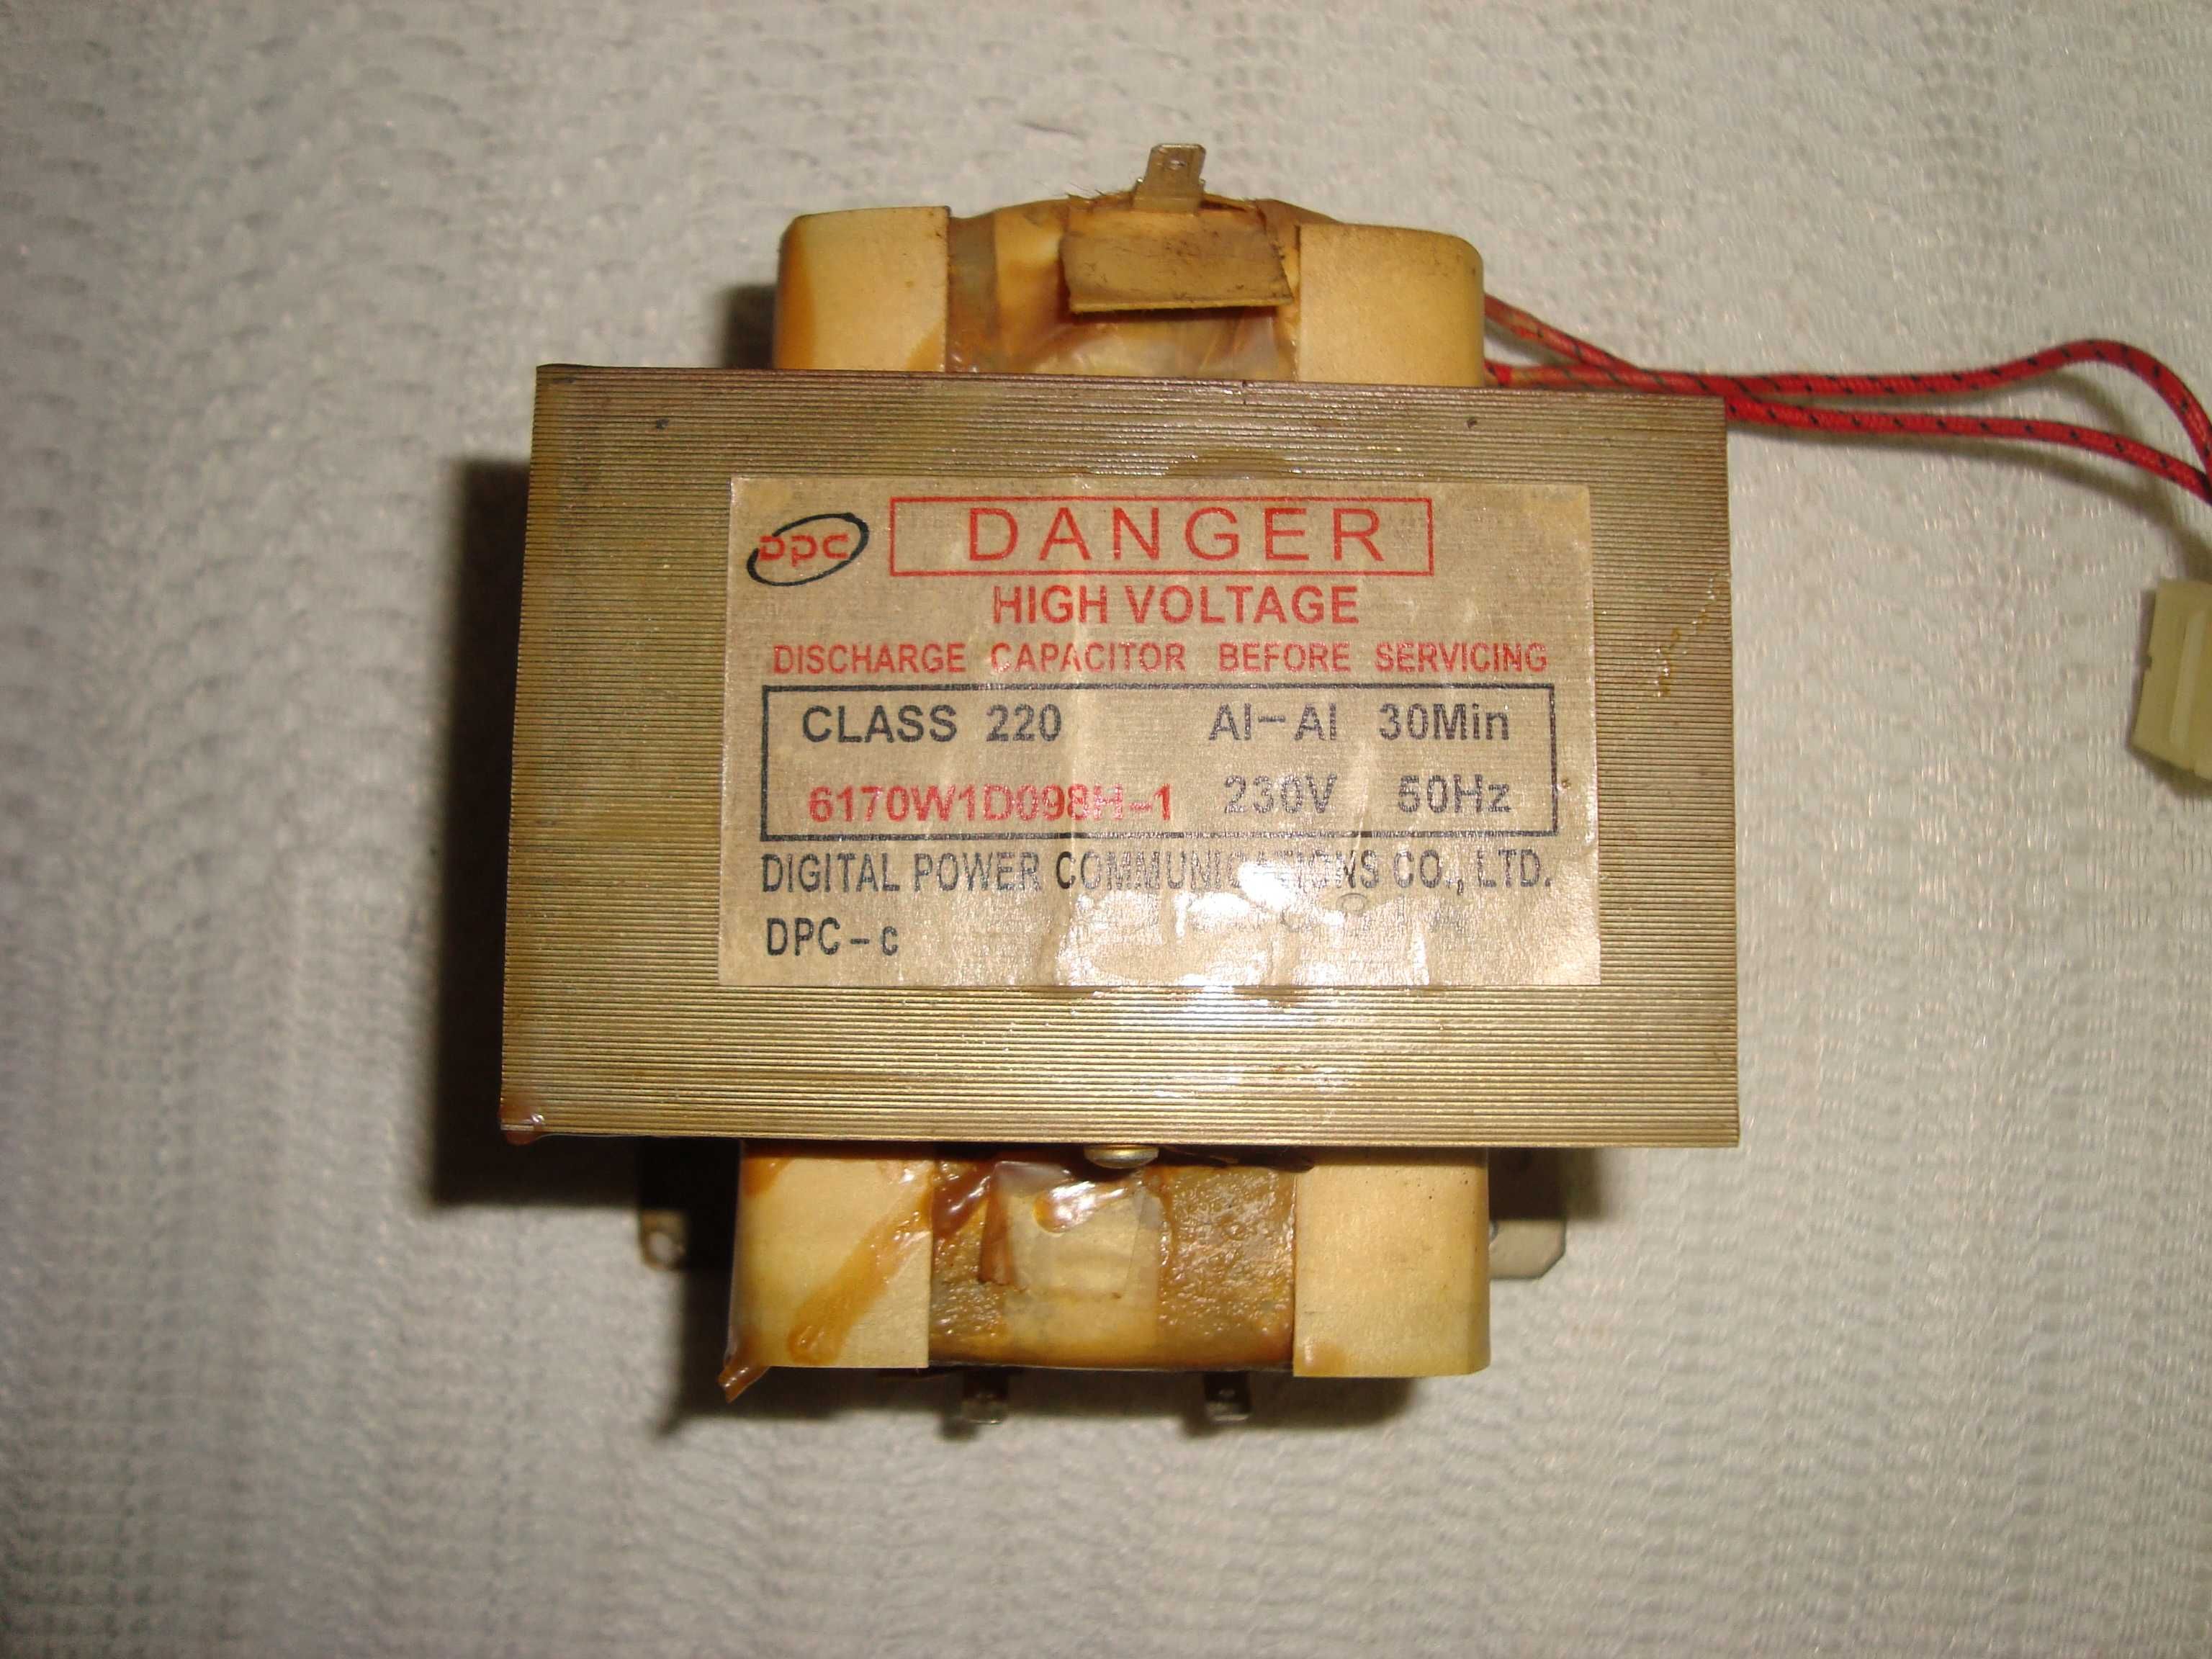 dpc DANGER
HIGH VOLTAGE
DISCHARGE CAPACITOR BEFORE SERVICING
CLASS 220 Al-Al 30Min
6170W1D098H-1 230V 50Hz
DIGITAL POWER COMMUNICATIONS CO., LTD.
DPC-c